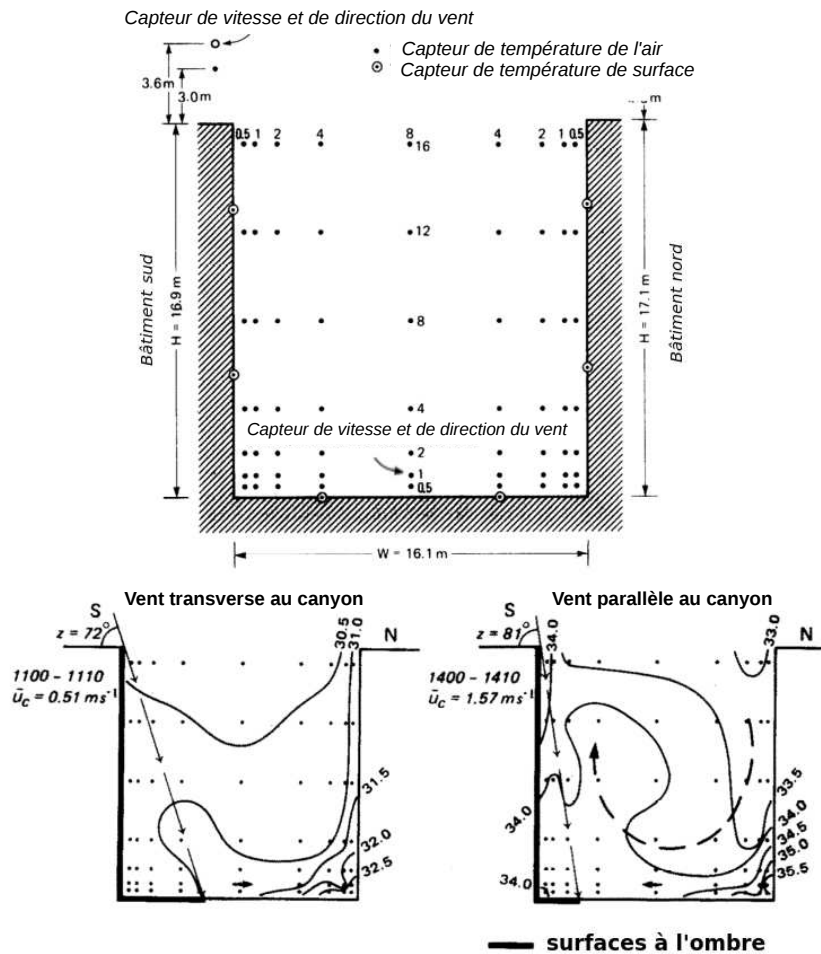 Capteur de vitesse et de direction du vent
Capteur de température de l'air
Capteur de température de surface
3.6m
3.0m
0.5 1 2 4 8 4 2 1 0.5
16
12
8
4
2
1
0.5
Bâtiment sud
H = 16.9 m
H = 17.1 m
Bâtiment nord
Capteur de vitesse et de direction du vent
W = 16.1 m
Vent transverse au canyon
S
z = 72°
30.5
31.0
N
1100 – 1110
ūc = 0.51 ms⁻¹
31.5
32.0
32.5
Vent parallèle au canyon
S
z = 81°
34.0
33.0
N
1400 – 1410
ūc = 1.57 ms⁻¹
33.5
34.0
34.5
35.0
35.5
34.0
34.0
surfaces à l'ombre